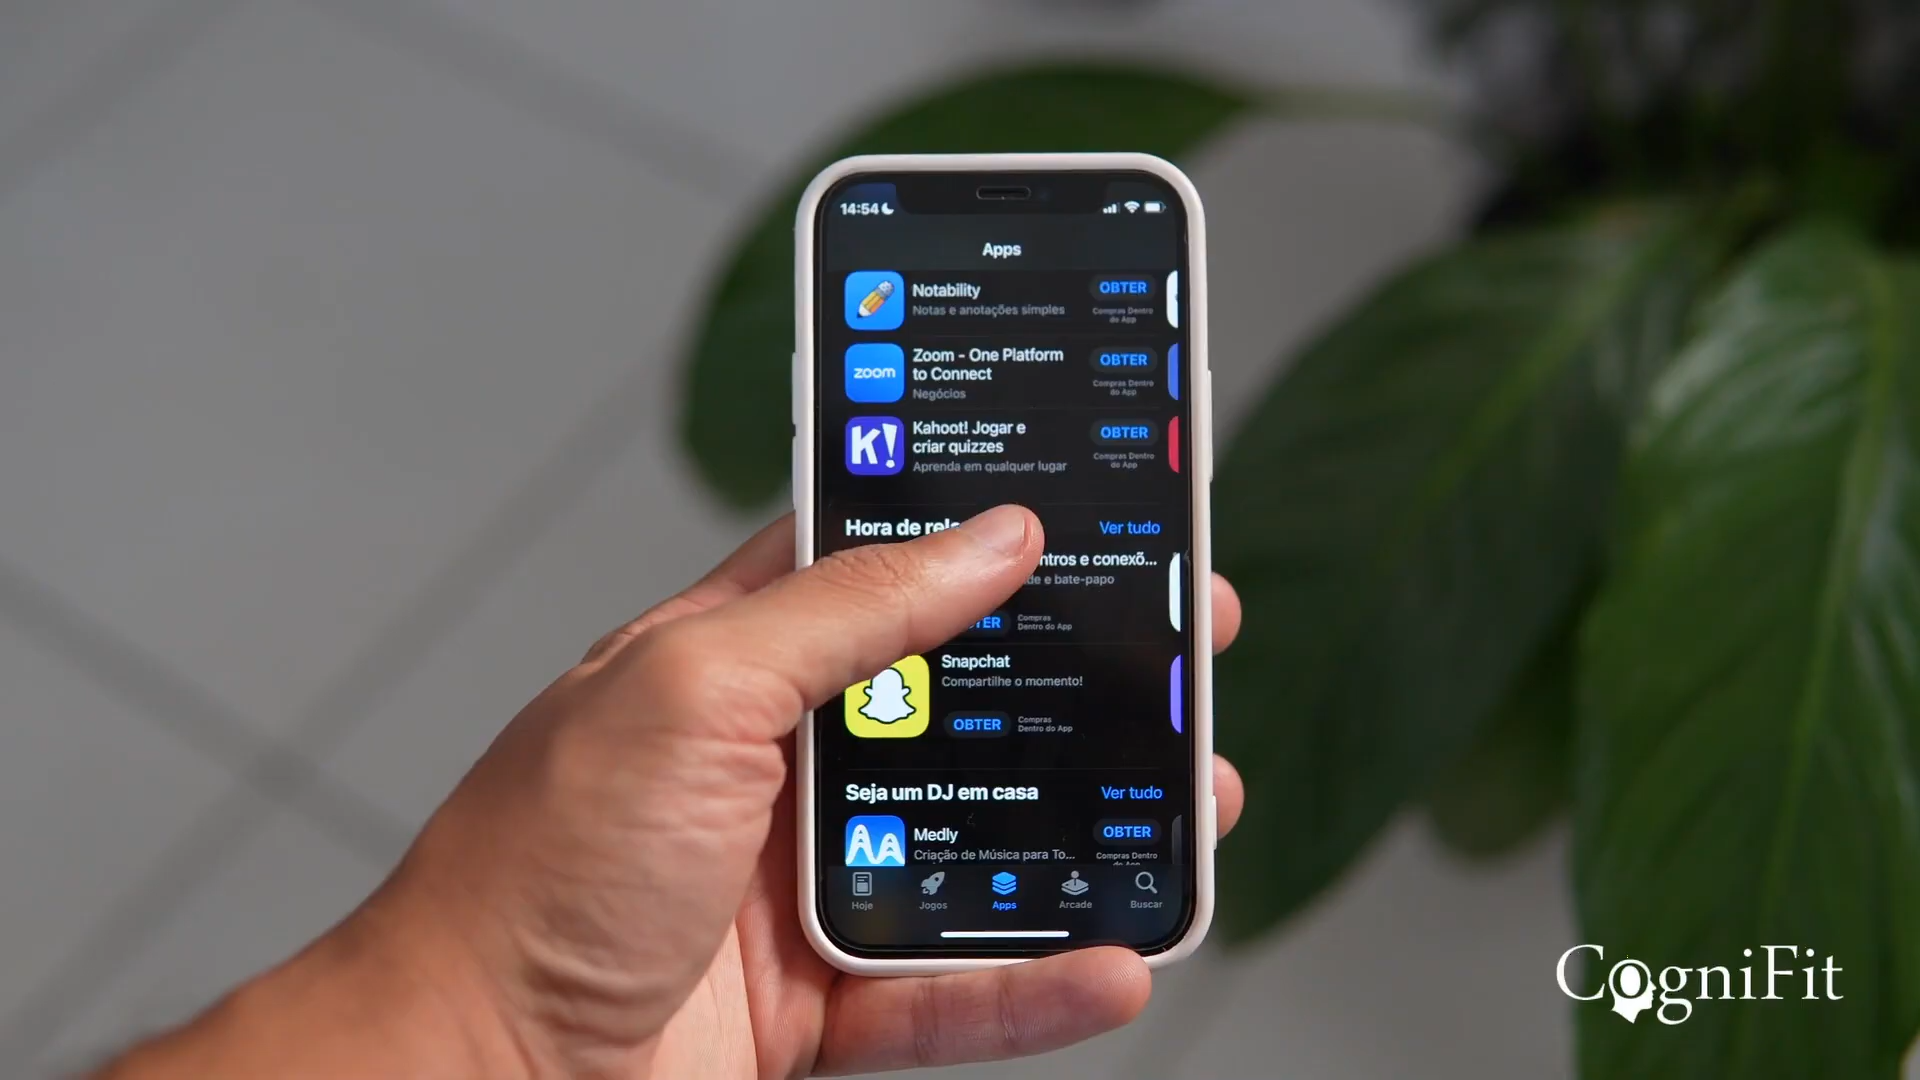 14:54
Apps
Notability
OBTER
Notas e anotações simples
Compras Dentro
do App
Zoom - One Platform
to Connect
OBTER
zoom
Negócios
Compras Dentro
do App
Kahoot! Jogar e
criar quizzes
OBTER
K!
Aprenda em qualquer lugar
Compras Dentro
do App
Hora de
Ver tudo
e conexõ...
e bate-papo
Compras
Dentro do App
Snapchat
Compartilhe o momento!
OBTER
Compras
Dentro do App
Seja um DJ em casa
Ver tudo
Medly
OBTER
Criação de Música para To...
Compras Dentro
do App
Hoje
Jogos
Apps
Arcade
Buscar
CogniFit